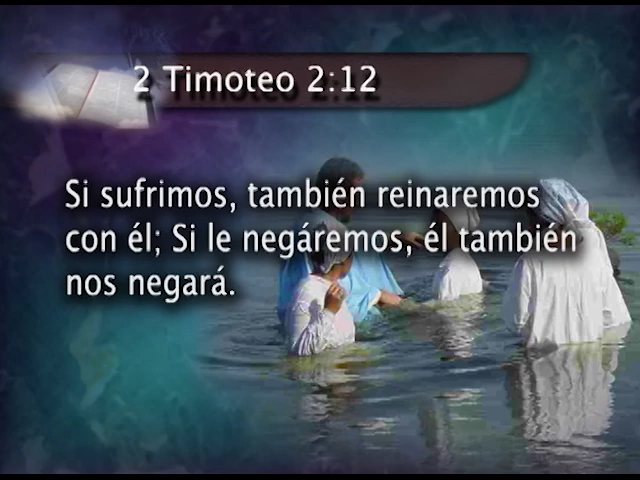 2 Timoteo 2:12
Si sufrimos, también reinaremos
con él; Si le negáremos, él también
nos negará.